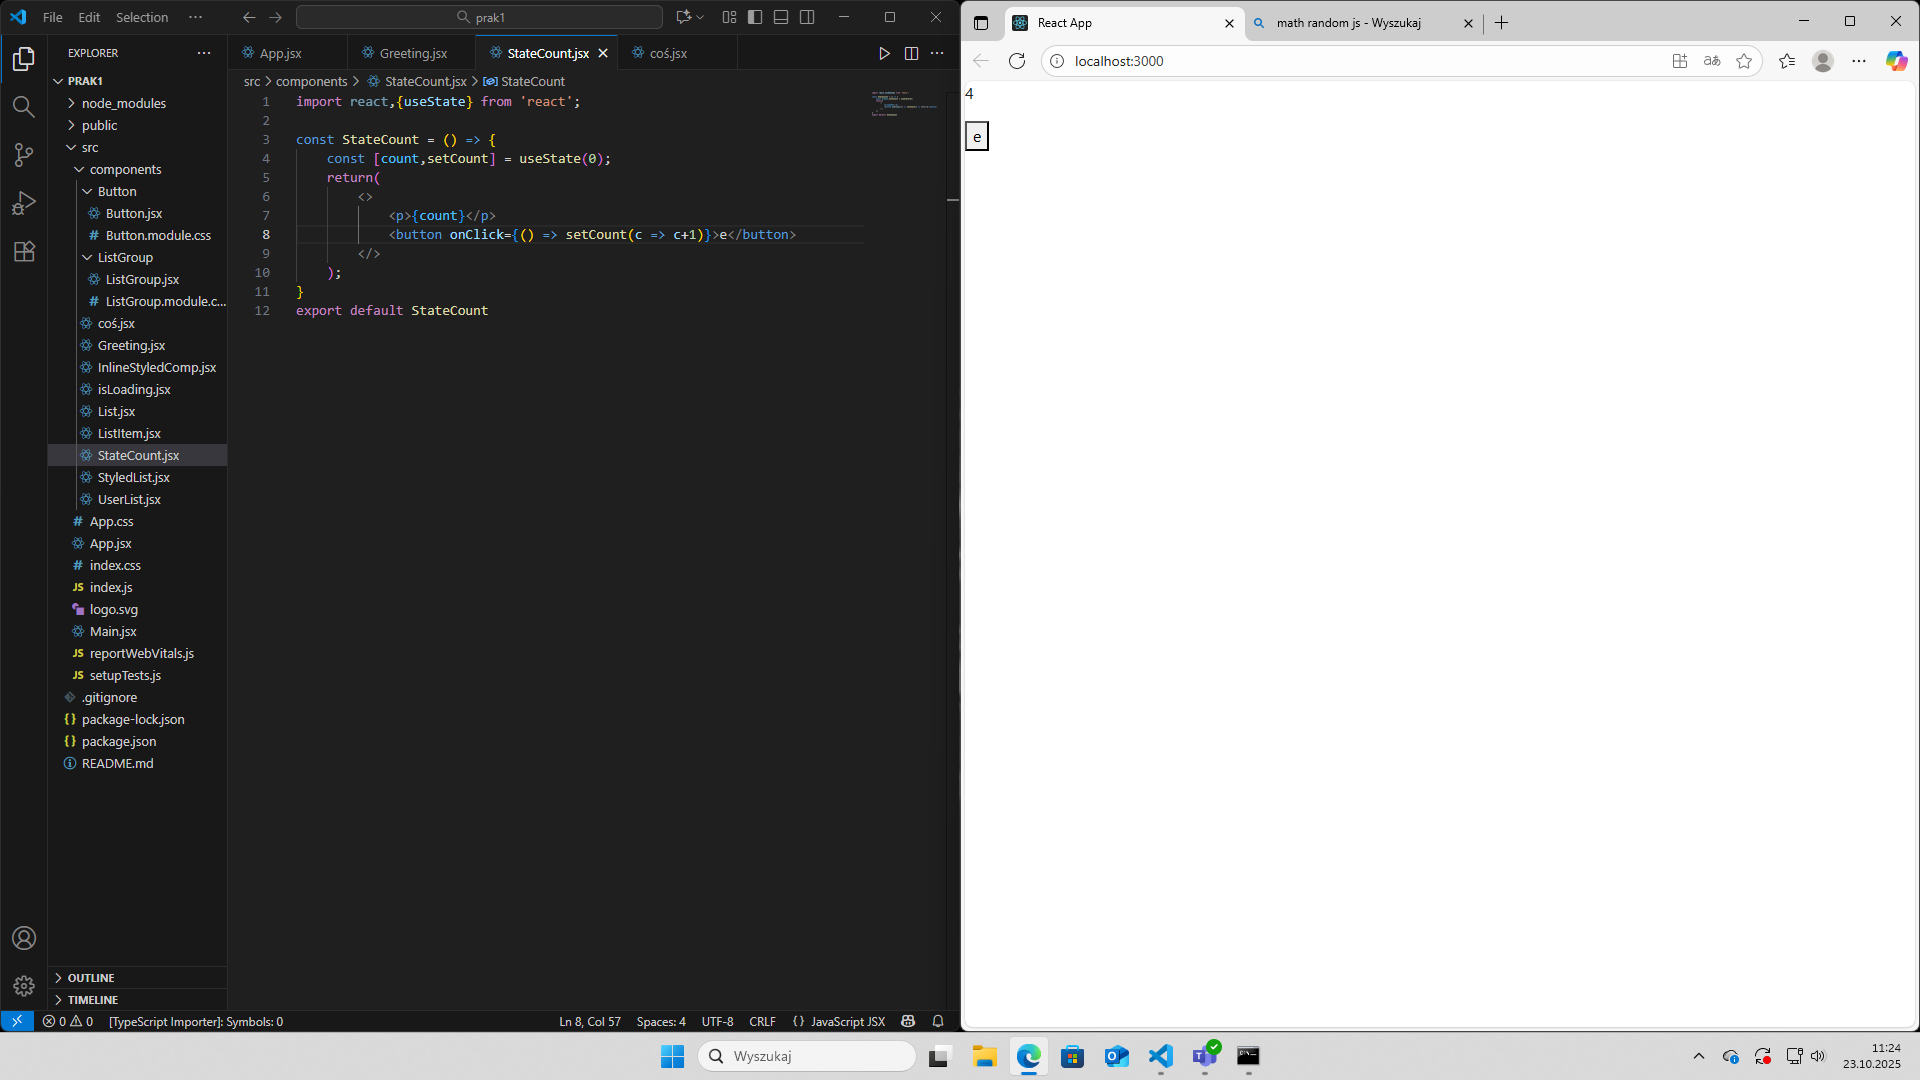 File Edit Selection ···
prak1
EXPLORER
PRAK1
node_modules
public
src
components
Button
Button.jsx
# Button.module.css
ListGroup
ListGroup.jsx
# ListGroup.module.c...
coś.jsx
Greeting.jsx
InlineStyledComp.jsx
isLoading.jsx
List.jsx
ListItem.jsx
StateCount.jsx
StyledList.jsx
UserList.jsx
# App.css
App.jsx
# index.css
JS index.js
logo.svg
Main.jsx
JS reportWebVitals.js
JS setupTests.js
.gitignore
{} package-lock.json
{} package.json
README.md
OUTLINE
TIMELINE
App.jsx
Greeting.jsx
StateCount.jsx
coś.jsx
src > components > StateCount.jsx > StateCount
1 import react,{useState} from 'react';
2
3 const StateCount = () => {
4 const [count,setCount] = useState(0);
5 return(
6 <>
7 <p>{count}</p>
8 <button onClick={() => setCount(c => c+1)}>e</button>
9 </>
10 );
11 }
12 export default StateCount
0 0 [TypeScript Importer]: Symbols: 0
Ln 8, Col 57 Spaces: 4 UTF-8 CRLF {} JavaScript JSX
React App
math random js - Wyszukaj
localhost:3000
aあ
4
e
Wyszukaj
11:24
23.10.2025